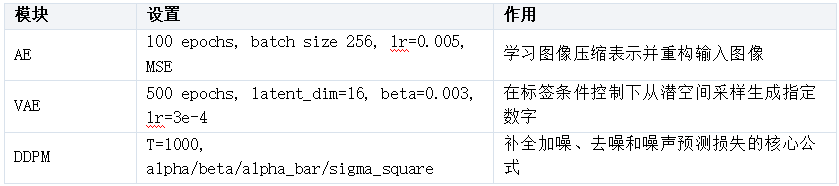 模块 设置 作用
AE 100 epochs, batch size 256, lr=0.005, MSE 学习图像压缩表示并重构输入图像
VAE 500 epochs, latent_dim=16, beta=0.003, lr=3e-4 在标签条件控制下从潜空间采样生成指定数字
DDPM T=1000, alpha/beta/alpha_bar/sigma_square 补全加噪、去噪和噪声预测损失的核心公式